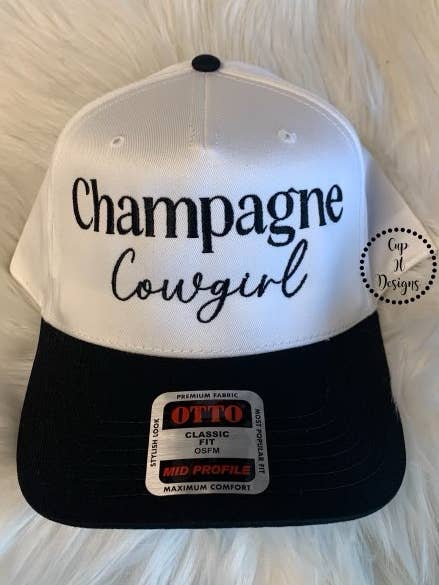 Champagne
Cowgirl
Cup
It
Designs
PREMIUM FABRIC
STYLISH LOOK
OTTO
CLASSIC
FIT
OSFM
MID PROFILE
MOST POPULAR FIT
MAXIMUM COMFORT